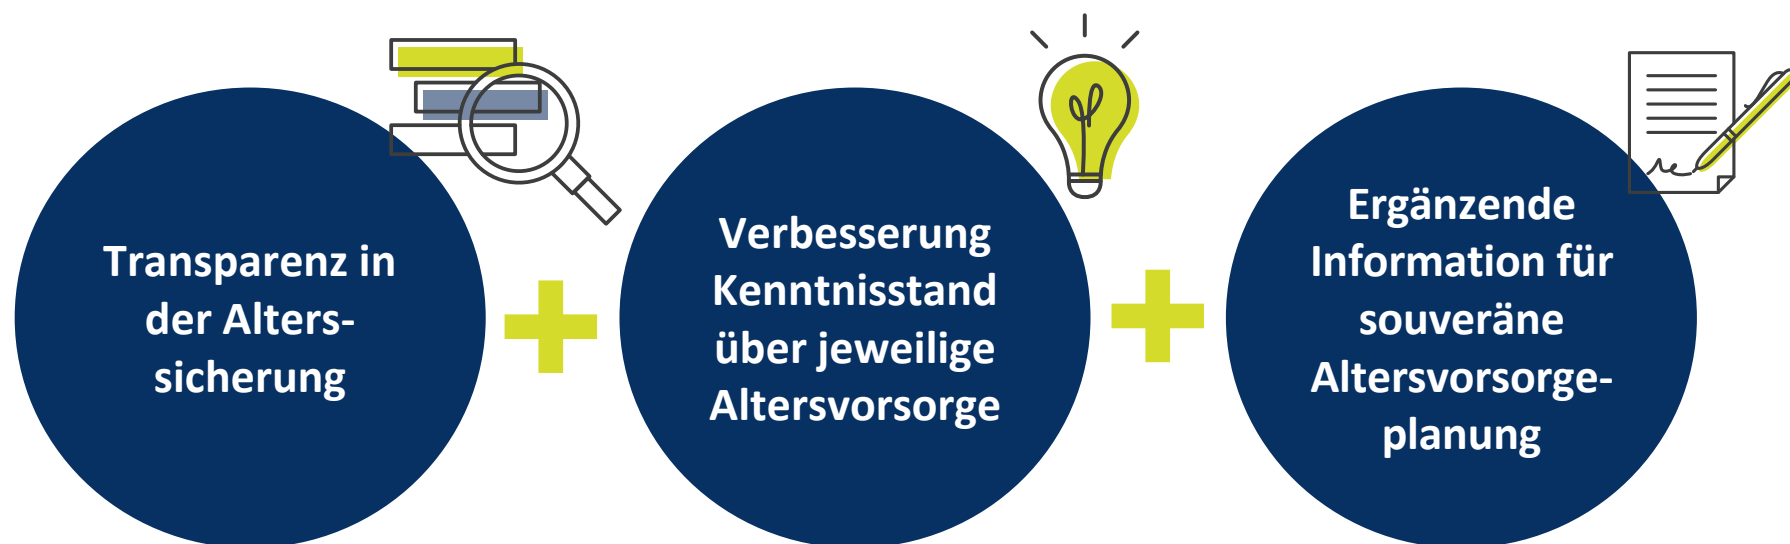 Transparenz in
der Alters-
sicherung
Verbesserung
Kenntnisstand
über jeweilige
Altersvorsorge
Ergänzende
Information für
souveräne
Altersvorsorge-
planung